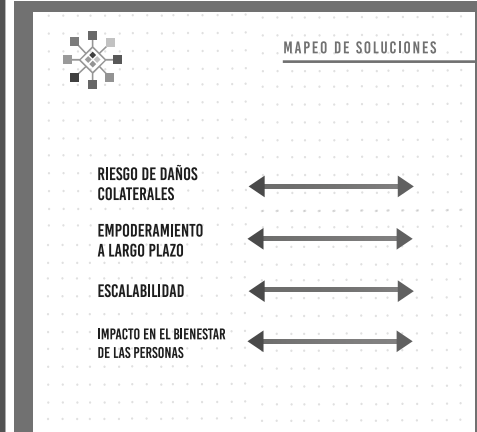 MAPEO DE SOLUCIONES
RIESGO DE DAÑOS
COLATERALES
EMPODERAMIENTO
A LARGO PLAZO
ESCALABILIDAD
IMPACTO EN EL BIENESTAR
DE LAS PERSONAS